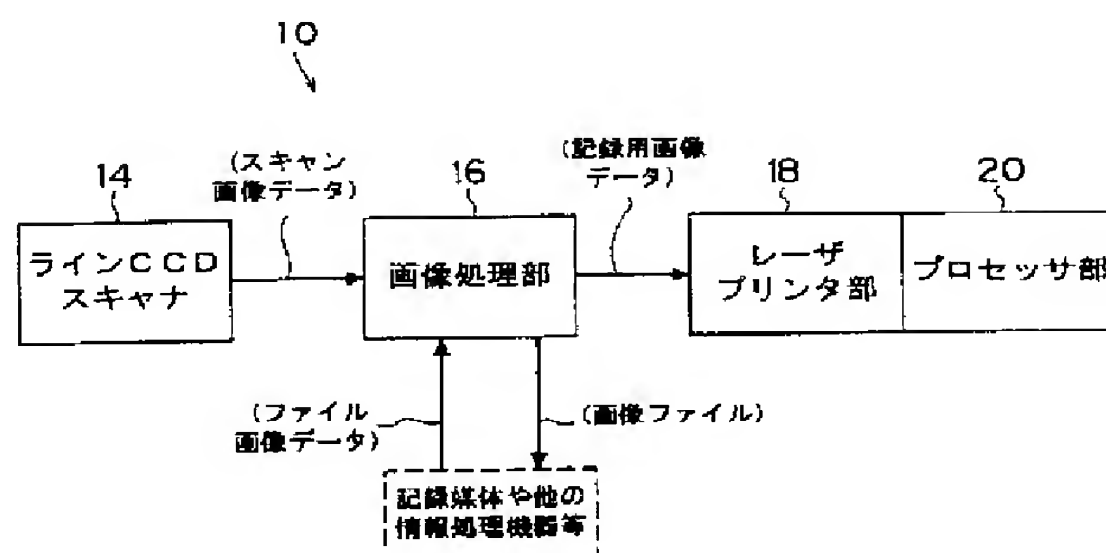 10
14
(スキャン
画像データ)
16
(記録用画像
データ)
18
20
ラインCCD
スキャナ
画像処理部
レーザ
プリンタ部
プロセッサ部
(ファイル
画像データ)
(画像ファイル)
記録媒体や他の
情報処理機器等